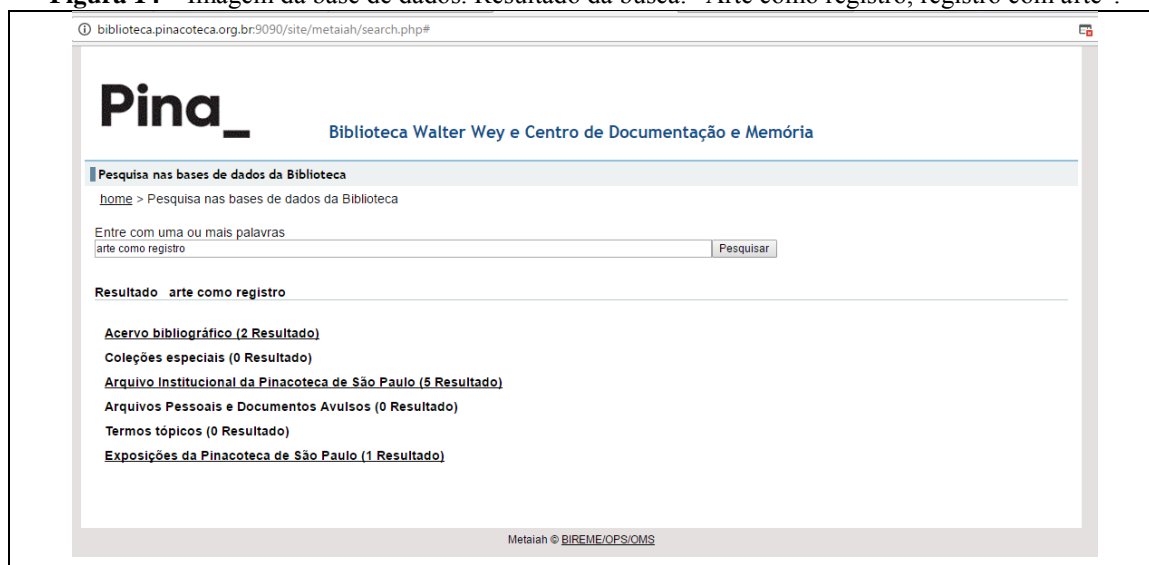 Figura 14 – Imagem da base de dados. Resultado da busca: “Arte como registro, registro com arte”.
biblioteca.pinacoteca.org.br:9090/site/metaiah/search.php#
Pina_
Biblioteca Walter Wey e Centro de Documentação e Memória
Pesquisa nas bases de dados da Biblioteca
home > Pesquisa nas bases de dados da Biblioteca
Entre com uma ou mais palavras
arte como registro Pesquisar
Resultado arte como registro
Acervo bibliográfico (2 Resultado)
Coleções especiais (0 Resultado)
Arquivo Institucional da Pinacoteca de São Paulo (5 Resultado)
Arquivos Pessoais e Documentos Avulsos (0 Resultado)
Termos tópicos (0 Resultado)
Exposições da Pinacoteca de São Paulo (1 Resultado)
Metaiah © BIREME/OPS/OMS